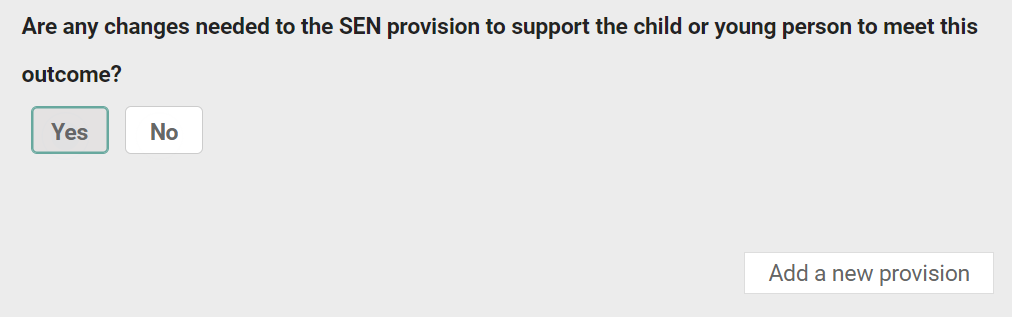 Are any changes needed to the SEN provision to support the child or young person to meet this
outcome?
Yes No
Add a new provision